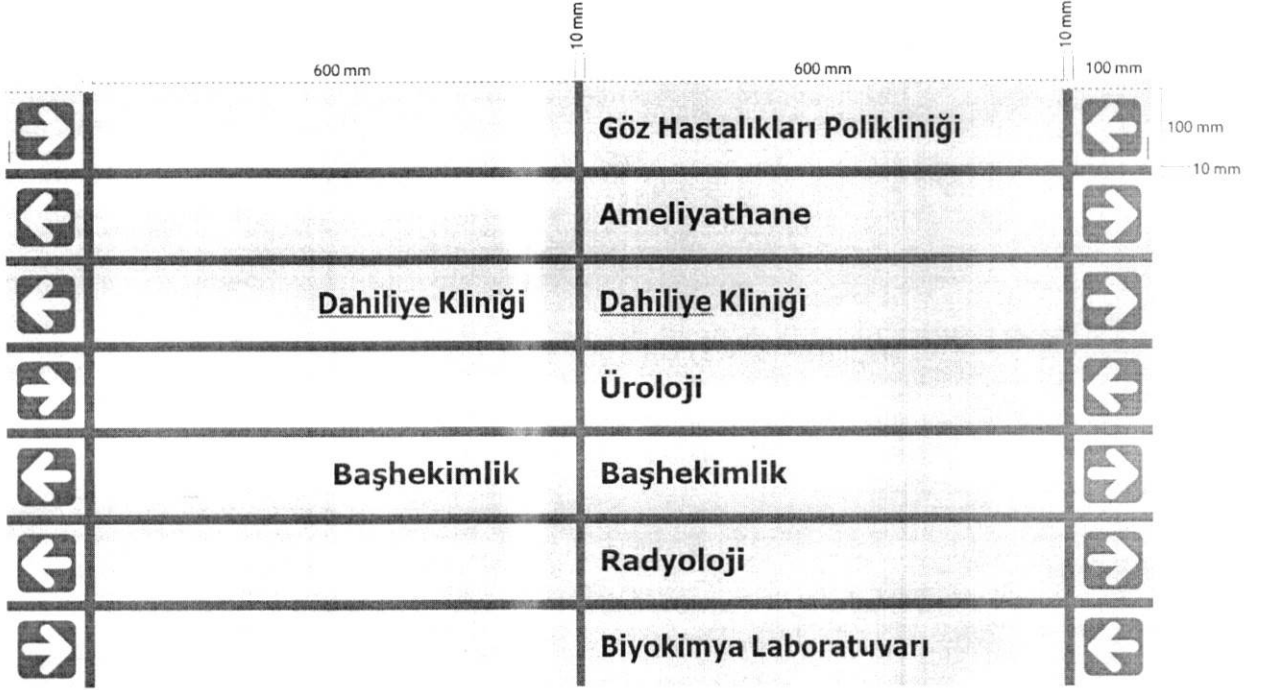 10 mm
10 mm
600 mm
600 mm
100 mm
Göz Hastalıkları Polikliniği
100 mm
10 mm
Ameliyathane
Dahiliye Kliniği
Dahiliye Kliniği
Üroloji
Başhekimlik
Başhekimlik
Radyoloji
Biyokimya Laboratuvarı